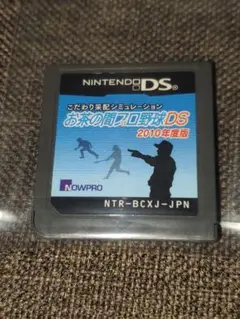 NINTENDO DS
こだわり采配シミュレーション
お茶の間プロ野球DS
2010年度版
NOWPRO
NTR-BCXJ-JPN